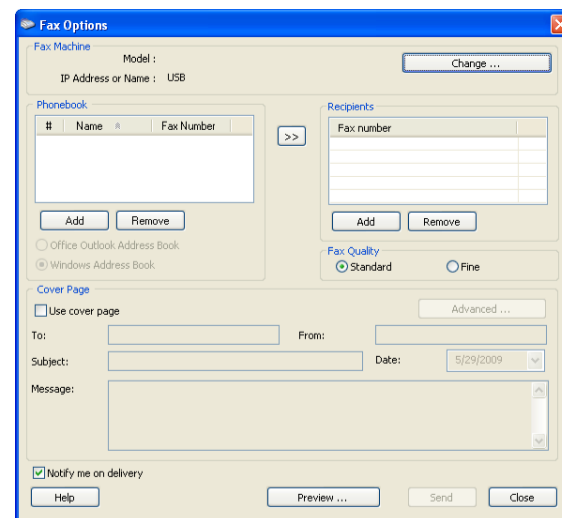 Fax Options
Fax Machine
Model :
Change ...
IP Address or Name : USB
Phonebook
# Name Fax Number
>>
Add Remove
Office Outlook Address Book
Windows Address Book
Recipients
Fax number
Add Remove
Fax Quality
Standard Fine
Cover Page
Use cover page
Advanced ...
To: From:
Subject: Date: 5/29/2009
Message:
Notify me on delivery
Help Preview ... Send Close